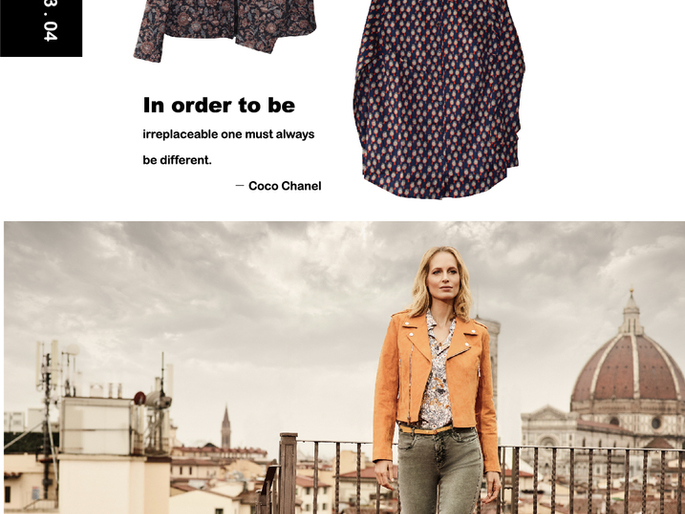 3.04
In order to be
irreplaceable one must always
be different.
— Coco Chanel